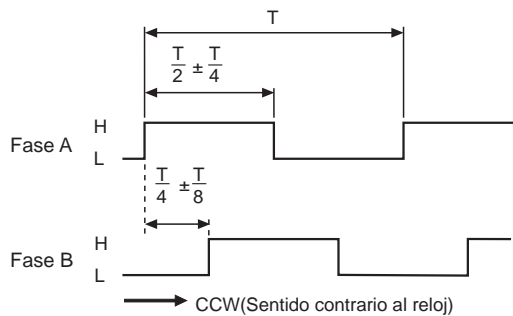 T
T/2 ± T/4
H
Fase A
L
T/4 ± T/8
H
Fase B
L
CCW(Sentido contrario al reloj)